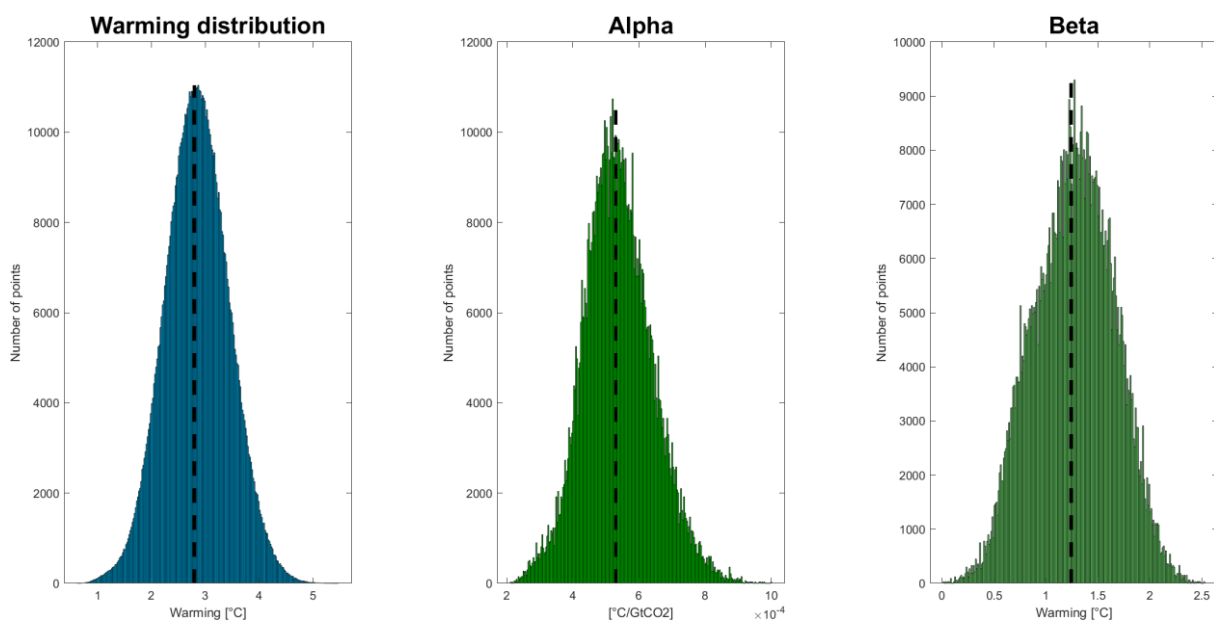 Warming distribution
12000
10000
8000
6000
4000
2000
0
Number of points
1 2 3 4 5
Warming [°C]
Alpha
12000
10000
8000
6000
4000
2000
0
Number of points
2 4 6 8 10
[°C/GtCO2]
×10⁻⁴
Beta
10000
9000
8000
7000
6000
5000
4000
3000
2000
1000
0
Number of points
0 0.5 1 1.5 2 2.5
Warming [°C]